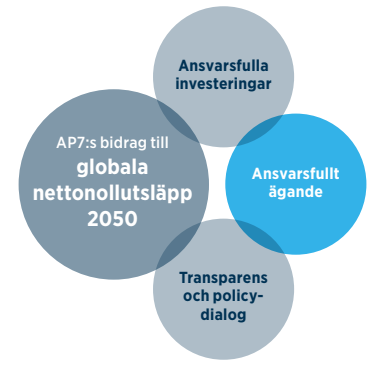 Ansvarsfulla
investeringar
AP7:s bidrag till
globala
nettonollutsläpp
2050
Ansvarsfullt
ägande
Transparens
och policy-
dialog